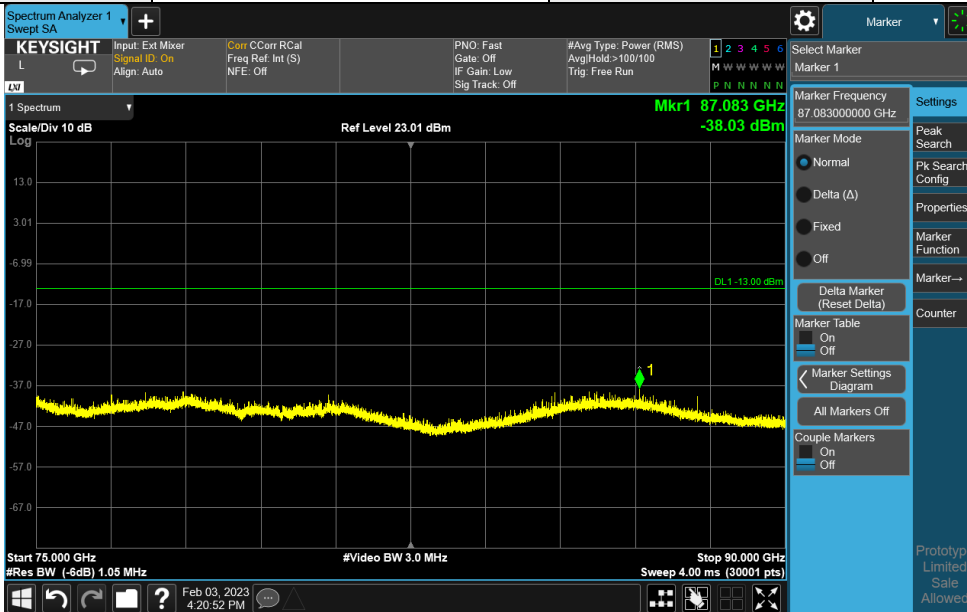 Spectrum Analyzer 1
Swept SA
+
Marker
KEYSIGHT
L
LXI
Input: Ext Mixer
Signal ID: On
Align: Auto
Corr CCorr RCal
Freq Ref: Int (S)
NFE: Off
PNO: Fast
Gate: Off
IF Gain: Low
Sig Track: Off
#Avg Type: Power (RMS)
Avg|Hold:>100/100
Trig: Free Run
1 2 3 4 5 6
M W W W W W
P N N N N N
Select Marker
Marker 1
1 Spectrum
Scale/Div 10 dB
Log
Ref Level 23.01 dBm
Mkr1 87.083 GHz
-38.03 dBm
13.0
3.01
-6.99
-17.0
-27.0
-37.0
-47.0
-57.0
-67.0
DL1 -13.00 dBm
1
Start 75.000 GHz
#Video BW 3.0 MHz
Stop 90.000 GHz
#Res BW (-6dB) 1.05 MHz
Sweep 4.00 ms (30001 pts)
Marker Frequency
87.083000000 GHz
Marker Mode
Normal
Delta (Δ)
Fixed
Off
Delta Marker
(Reset Delta)
Marker Table
On
Off
Marker Settings
Diagram
All Markers Off
Couple Markers
On
Off
Settings
Peak
Search
Pk Search
Config
Properties
Marker
Function
Marker→
Counter
Prototyp
Limited
Sale
Allowed
?
Feb 03, 2023
4:20:52 PM